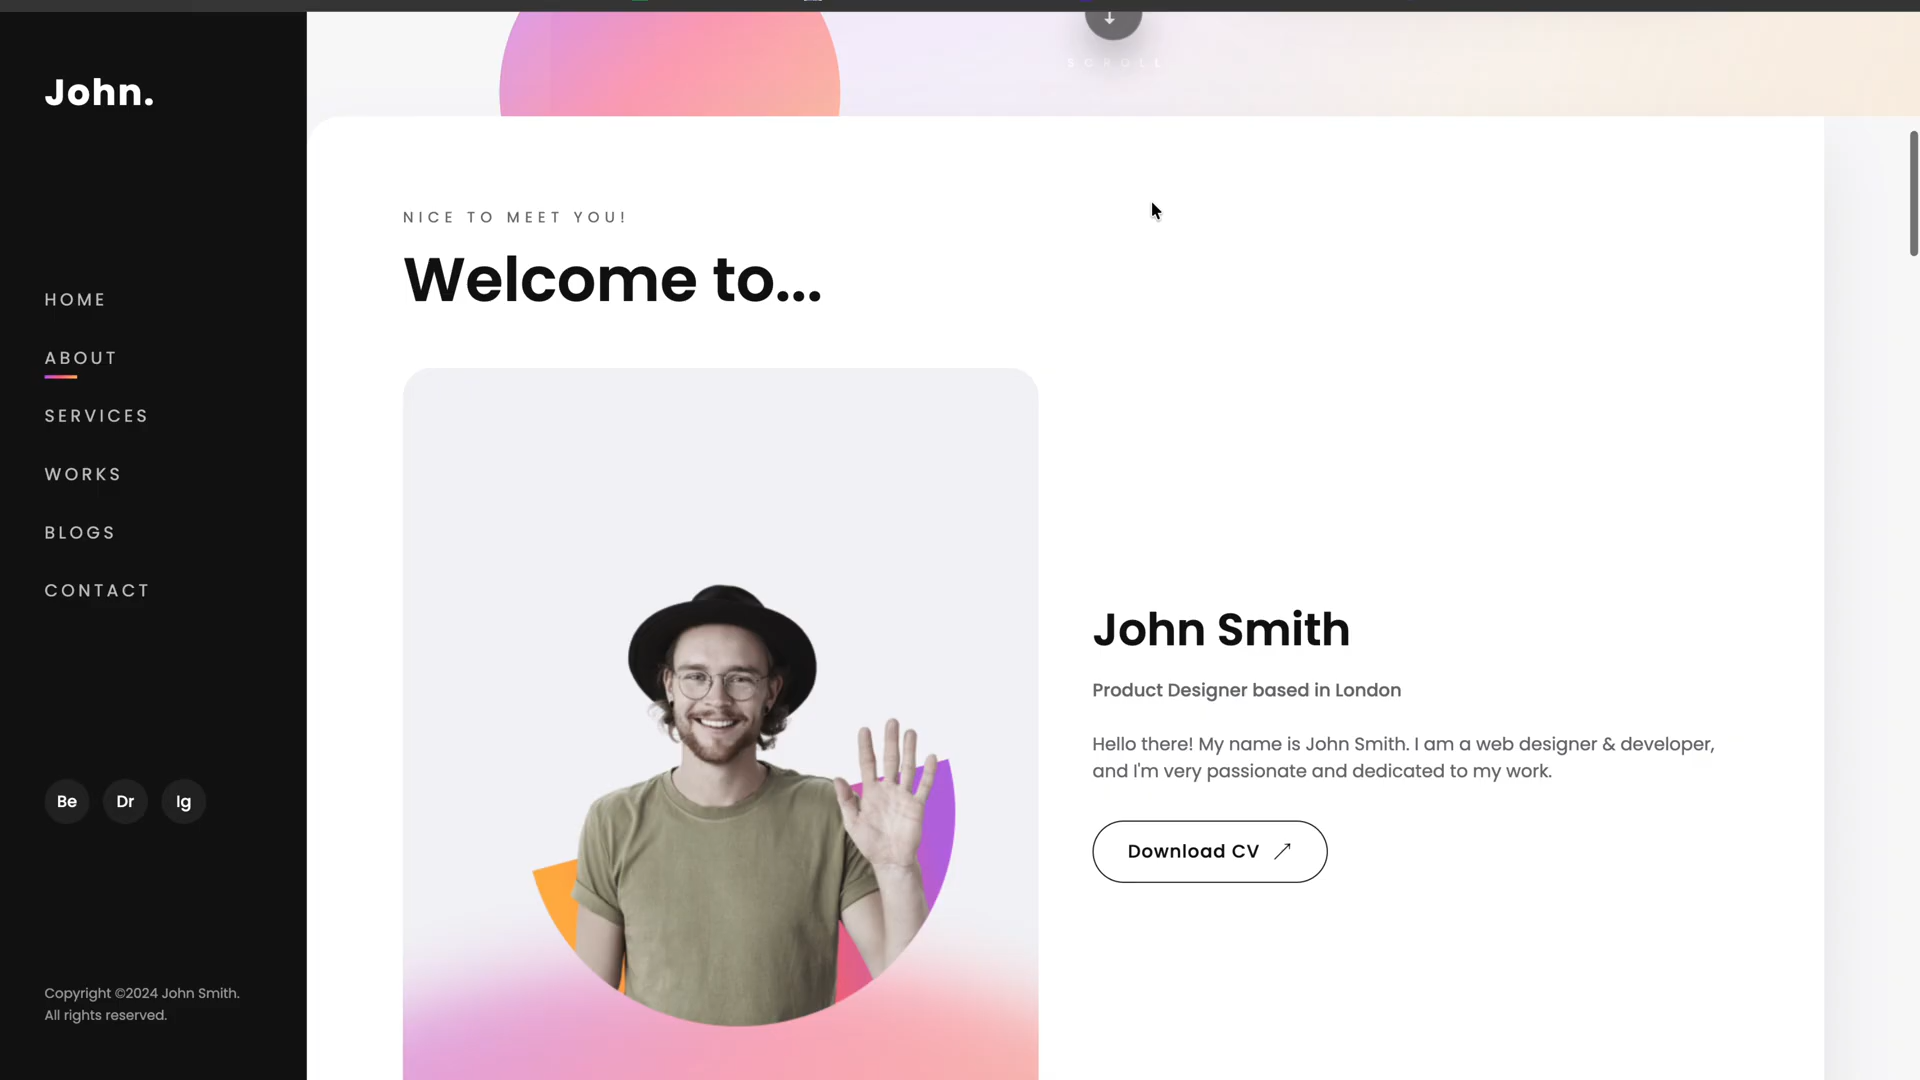 John.
HOME
ABOUT
SERVICES
WORKS
BLOGS
CONTACT
Be
Dr
Ig
Copyright ©2024 John Smith.
All rights reserved.
SCROLL
NICE TO MEET YOU!
Welcome to...
John Smith
Product Designer based in London
Hello there! My name is John Smith. I am a web designer & developer,
and I'm very passionate and dedicated to my work.
Download CV